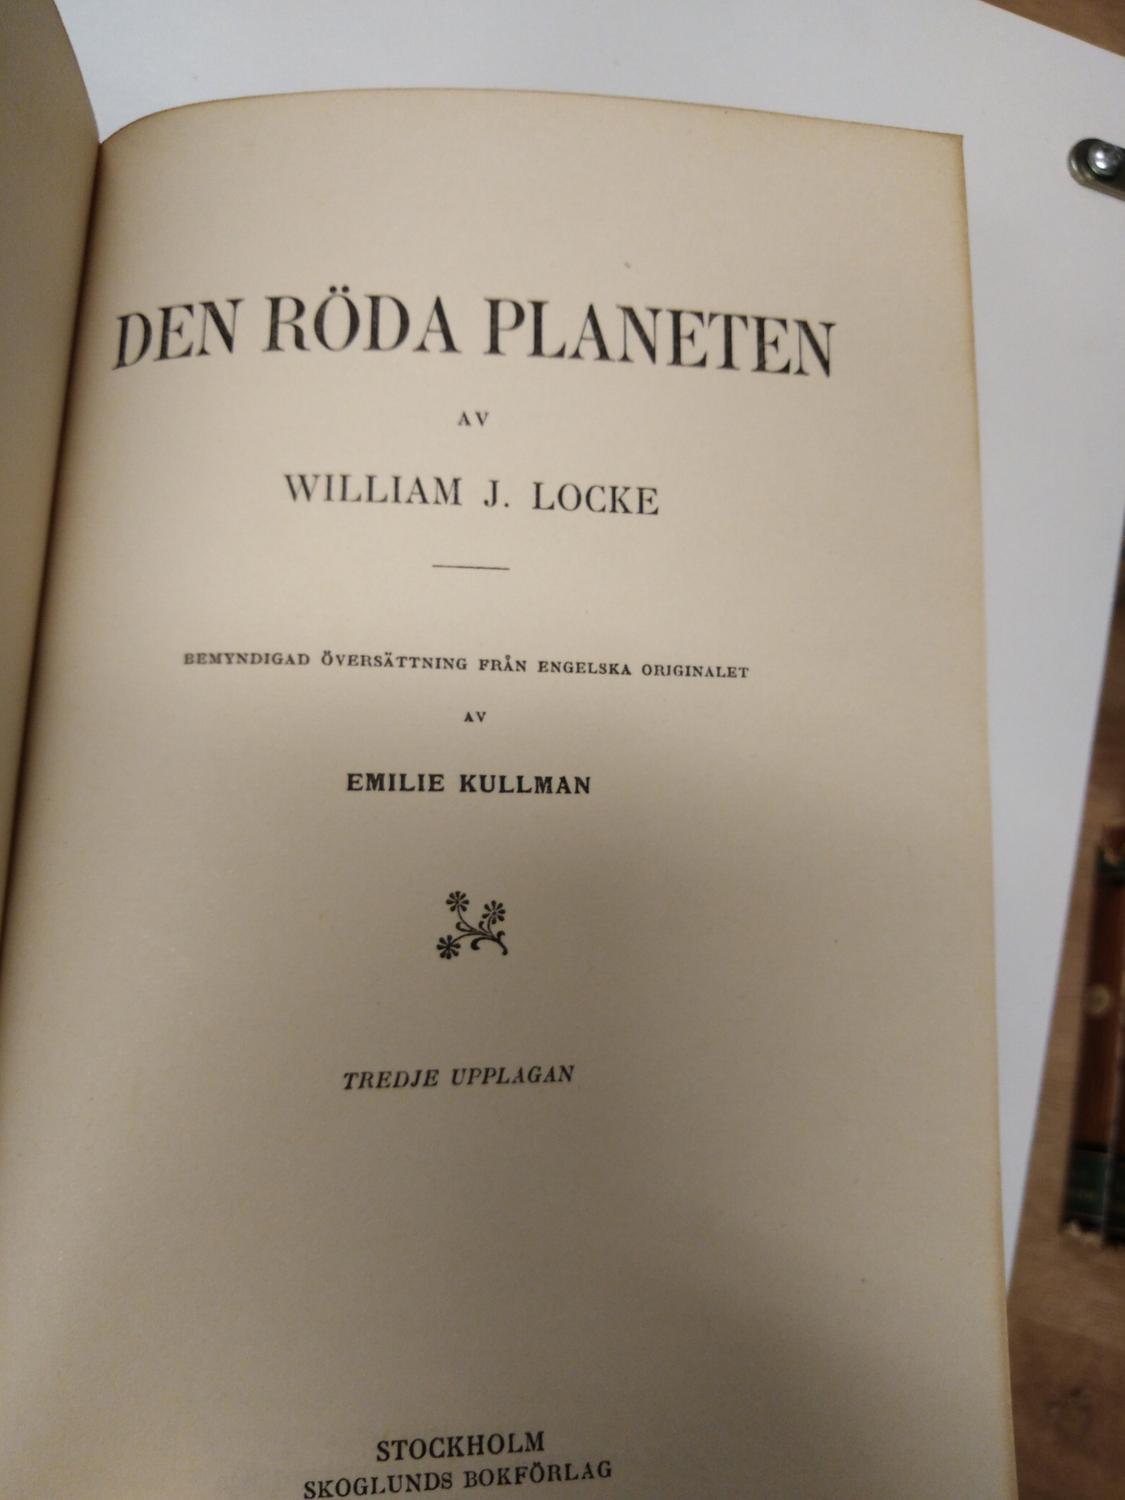 DEN RÖDA PLANETEN
AV
WILLIAM J. LOCKE
BEMYNDIGAD ÖVERSÄTTNING FRÅN ENGELSKA ORIGINALET
AV
EMILIE KULLMAN
TREDJE UPPLAGAN
STOCKHOLM
SKOGLUNDS BOKFÖRLAG